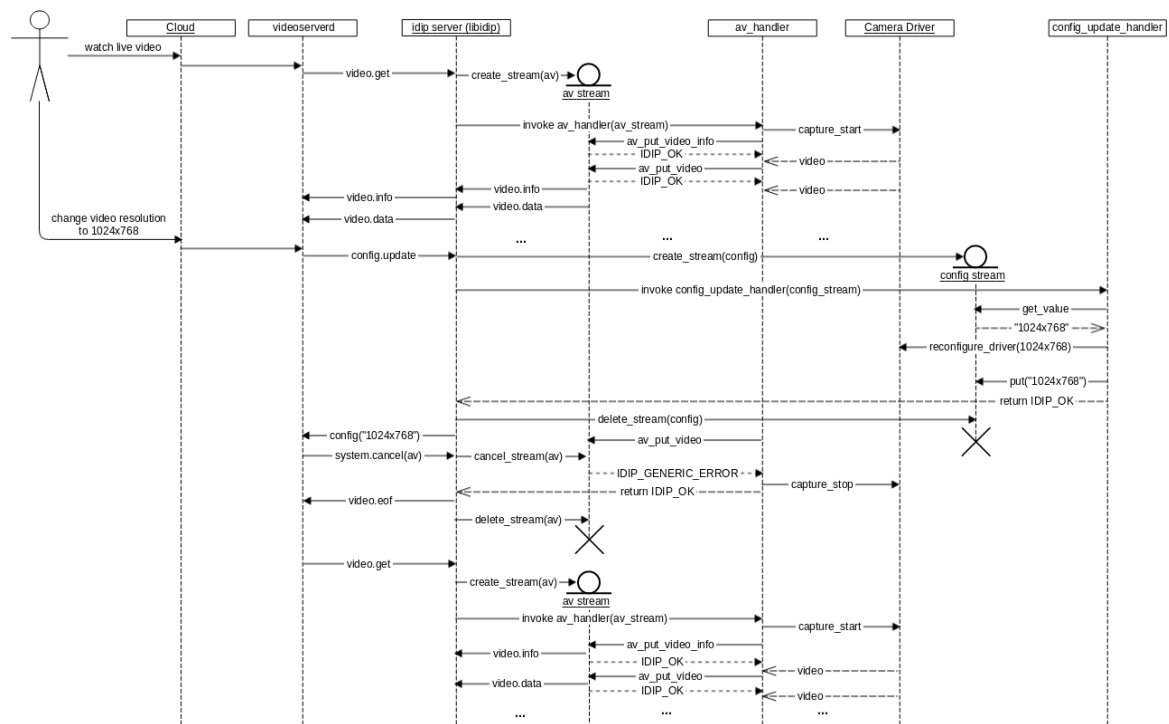 Cloud
videoserverd
idip server (libidip)
av_handler
Camera Driver
config_update_handler
watch live video
video.get
create_stream(av)
av stream
invoke av_handler(av_stream)
capture_start
av_put_video_info
IDIP_OK
video
av_put_video
IDIP_OK
video
video.info
video.info
video.data
video.data
change video resolution
to 1024x768
...
...
...
config.update
create_stream(config)
config stream
invoke config_update_handler(config_stream)
get_value
"1024x768"
reconfigure_driver(1024x768)
put("1024x768")
return IDIP_OK
delete_stream(config)
config("1024x768")
av_put_video
system.cancel(av)
cancel_stream(av)
IDIP_GENERIC_ERROR
capture_stop
return IDIP_OK
video.eof
delete_stream(av)
video.get
create_stream(av)
av stream
invoke av_handler(av_stream)
capture_start
av_put_video_info
video.info
IDIP_OK
video
av_put_video
video.data
IDIP_OK
video
...
...
...